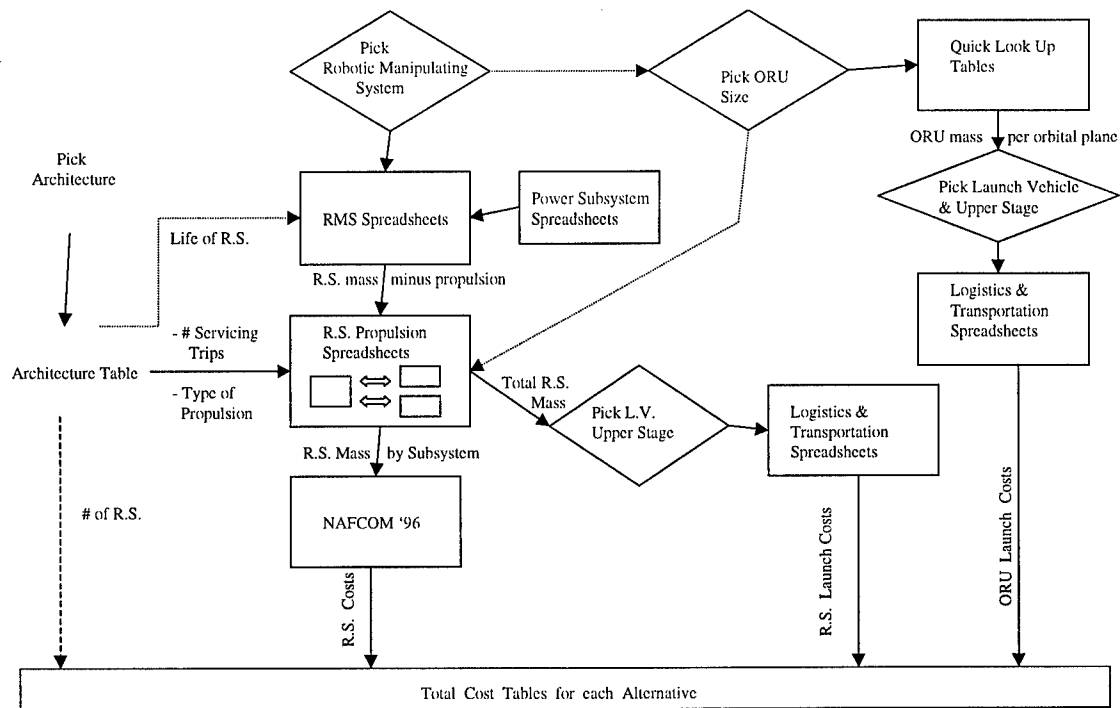 Pick
Robotic Manipulating
System
Pick ORU
Size
Quick Look Up
Tables
ORU mass per orbital plane
Pick
Architecture
Pick Launch Vehicle
& Upper Stage
Power Subsystem
Spreadsheets
RMS Spreadsheets
Life of R.S.
R.S. mass minus propulsion
Logistics &
Transportation
Spreadsheets
- # Servicing
Trips
R.S. Propulsion
Spreadsheets
Architecture Table
- Type of
Propulsion
Total R.S.
Mass
Pick L.V.
Upper Stage
Logistics &
Transportation
Spreadsheets
R.S. Mass by Subsystem
# of R.S.
NAFCOM '96
R.S. Costs
R.S. Launch Costs
ORU Launch Costs
Total Cost Tables for each Alternative